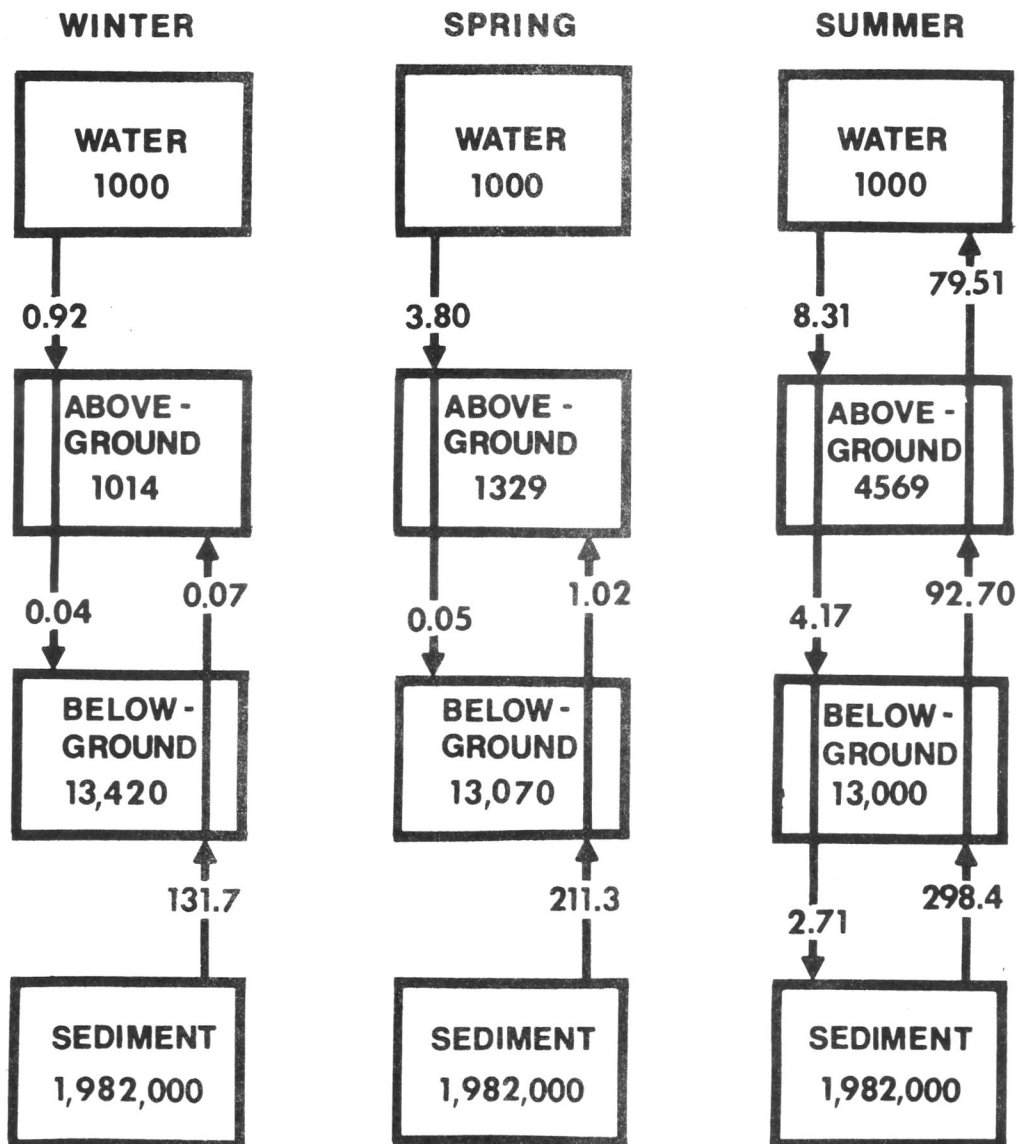 WINTER
WATER
1000
0.92
ABOVE-
GROUND
1014
0.04
0.07
BELOW-
GROUND
13,420
131.7
SEDIMENT
1,982,000
SPRING
WATER
1000
3.80
ABOVE-
GROUND
1329
0.05
1.02
BELOW-
GROUND
13,070
211.3
SEDIMENT
1,982,000
SUMMER
WATER
1000
8.31
79.51
ABOVE-
GROUND
4569
4.17
92.70
BELOW-
GROUND
13,000
2.71
298.4
SEDIMENT
1,982,000